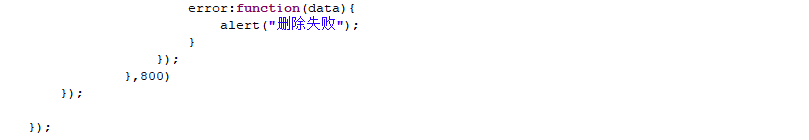 error:function(data){
alert("删除失败");
}
});
},800)
});
});